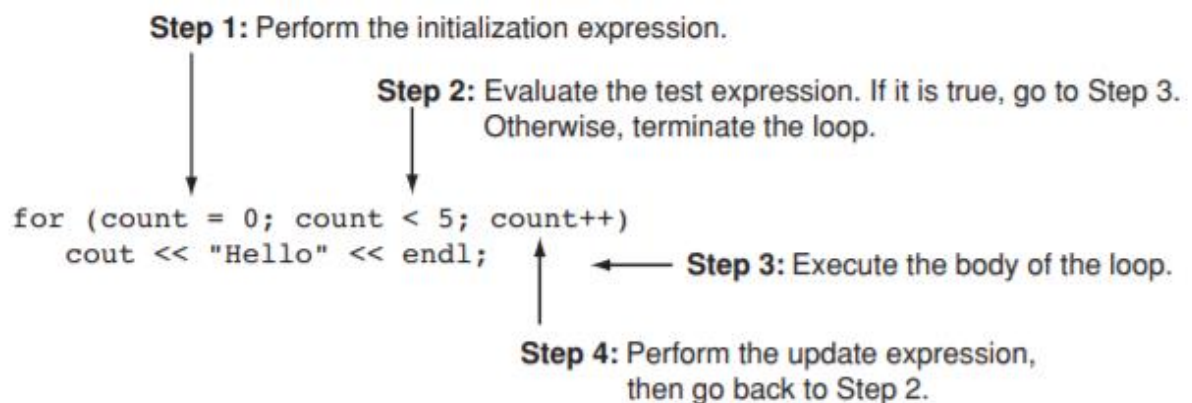 Step 1: Perform the initialization expression.
Step 2: Evaluate the test expression. If it is true, go to Step 3.
Otherwise, terminate the loop.
for (count = 0; count < 5; count++)
cout << "Hello" << endl;
Step 3: Execute the body of the loop.
Step 4: Perform the update expression,
then go back to Step 2.